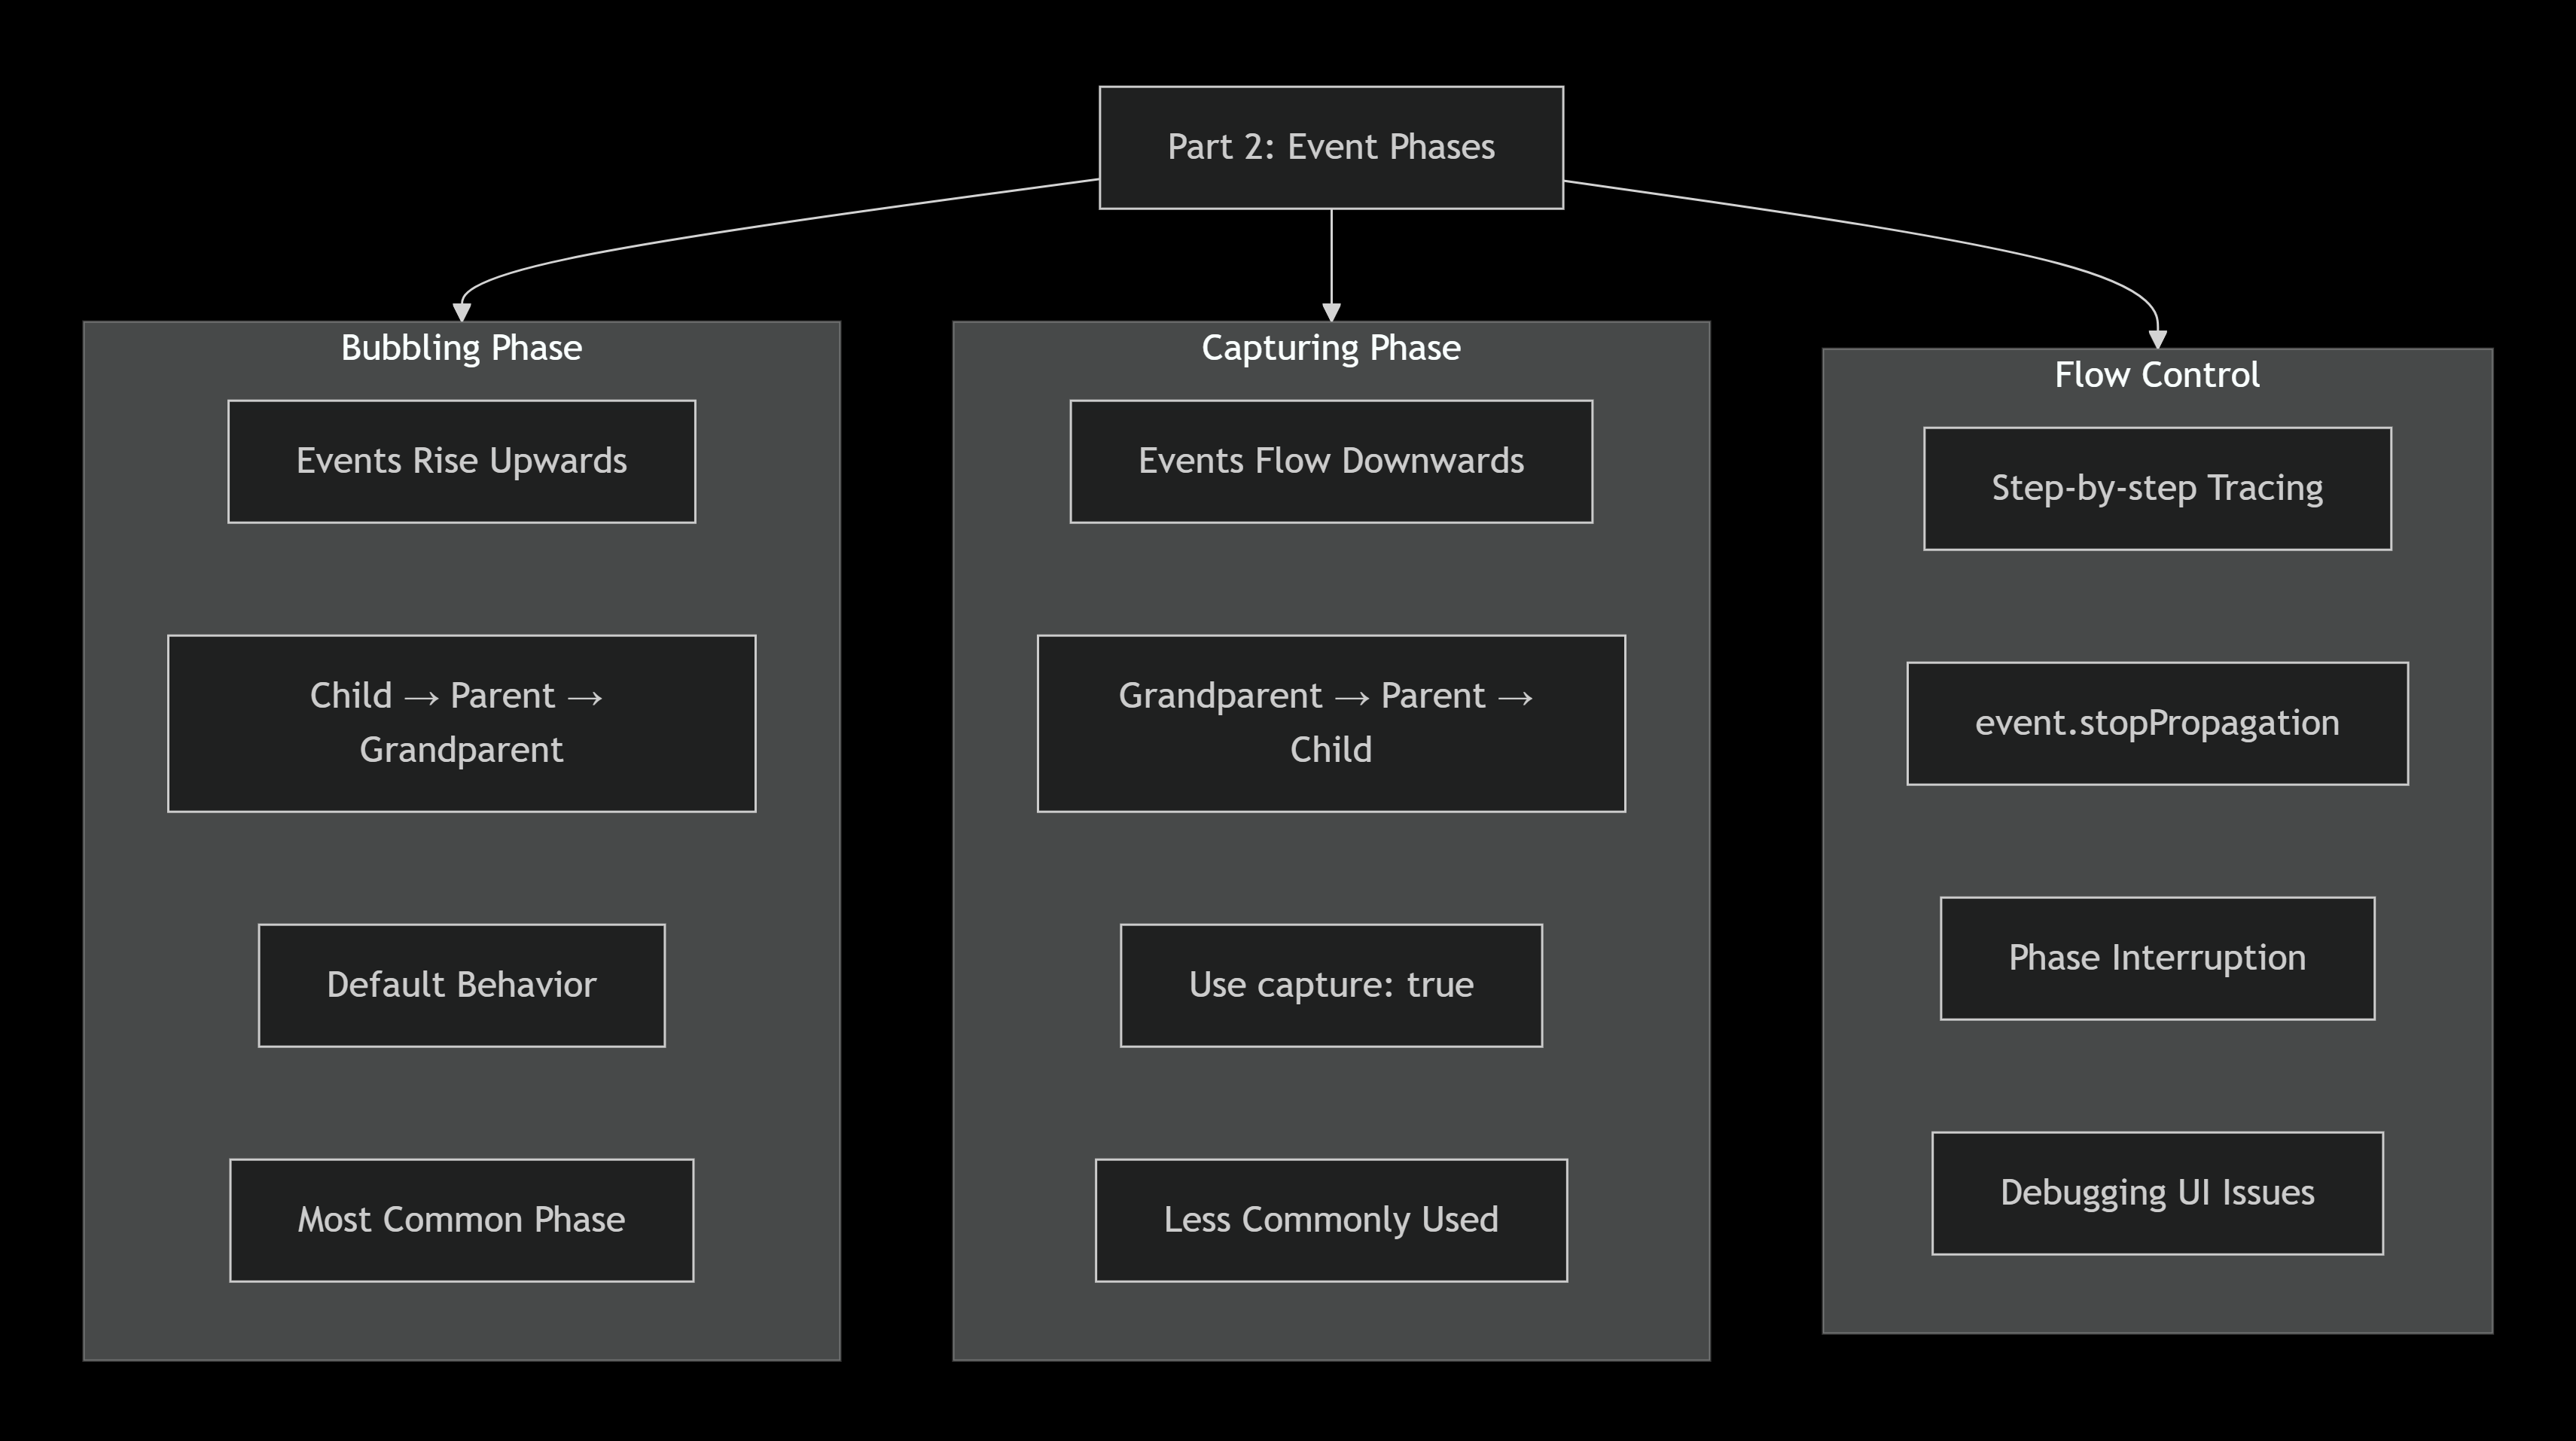 Part 2: Event Phases
Bubbling Phase
Events Rise Upwards
Child → Parent →
Grandparent
Default Behavior
Most Common Phase
Capturing Phase
Events Flow Downwards
Grandparent → Parent →
Child
Use capture: true
Less Commonly Used
Flow Control
Step-by-step Tracing
event.stopPropagation
Phase Interruption
Debugging UI Issues